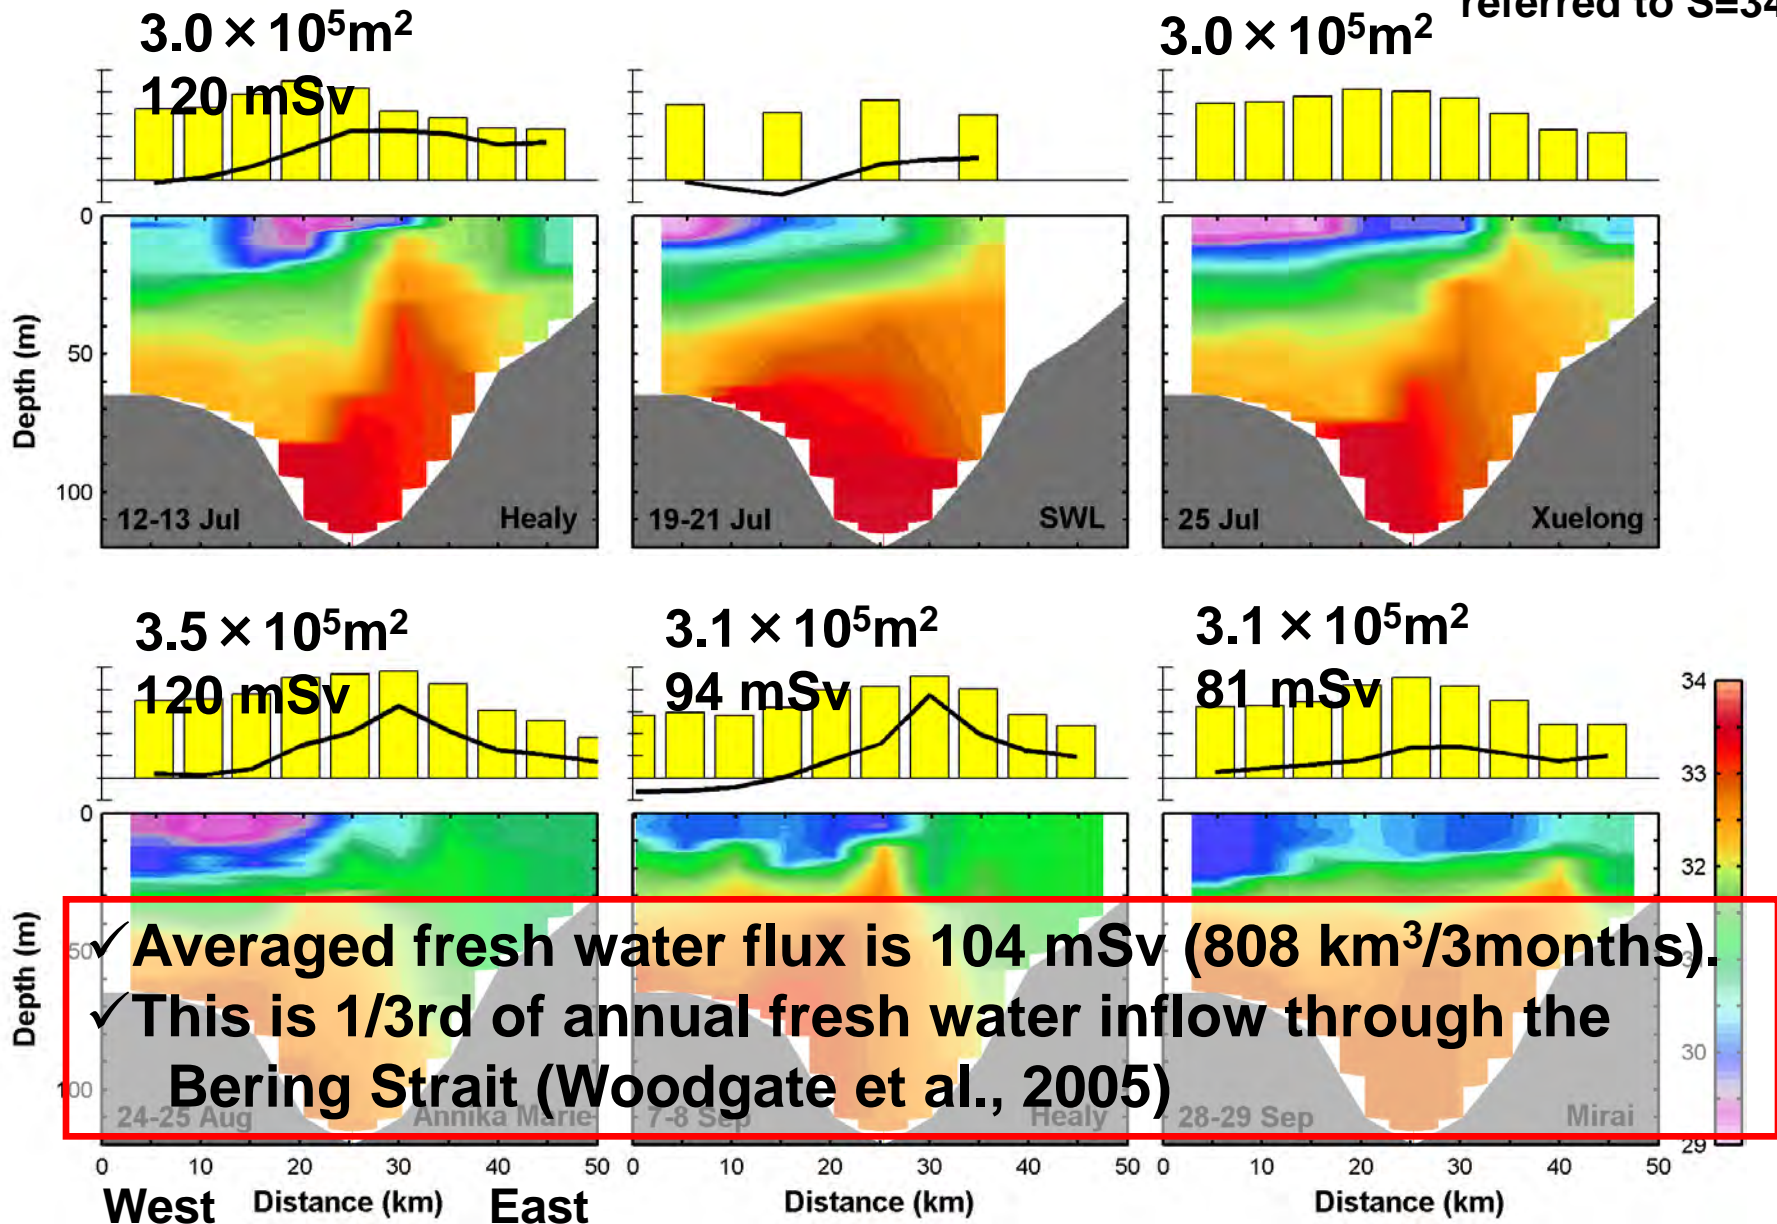 referred to S=34
3.0×10⁵m²
120 mSv
3.0×10⁵m²
0
50
100
Depth (m)
12-13 Jul
Healy
19-21 Jul
SWL
25 Jul
Xuelong
3.5×10⁵m²
120 mSv
3.1×10⁵m²
94 mSv
3.1×10⁵m²
81 mSv
34
33
32
31
30
29
0
50
100
Depth (m)
✓Averaged fresh water flux is 104 mSv (808 km³/3months).
✓This is 1/3rd of annual fresh water inflow through the
Bering Strait (Woodgate et al., 2005)
24-25 Aug
Annika Marie
7-8 Sep
Healy
28-29 Sep
Mirai
0 10 20 30 40 50
0 10 20 30 40 50
0 10 20 30 40 50
West Distance (km) East
Distance (km)
Distance (km)